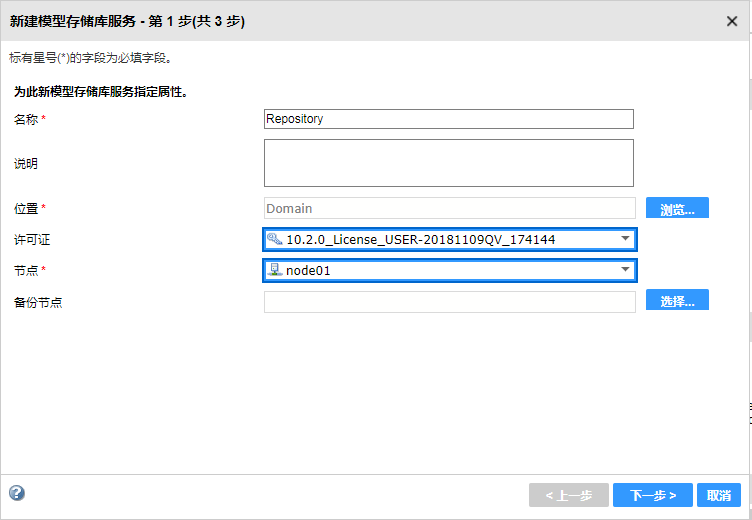 新建模型存储库服务 - 第 1 步(共 3 步)
标有星号(*)的字段为必填字段。
为此新模型存储库服务指定属性。
名称 * Repository
说明
位置 * Domain 浏览...
许可证 10.2.0_License_USER-20181109QV_174144
节点 * node01
备份节点 选择...
< 上一步 下一步 > 取消